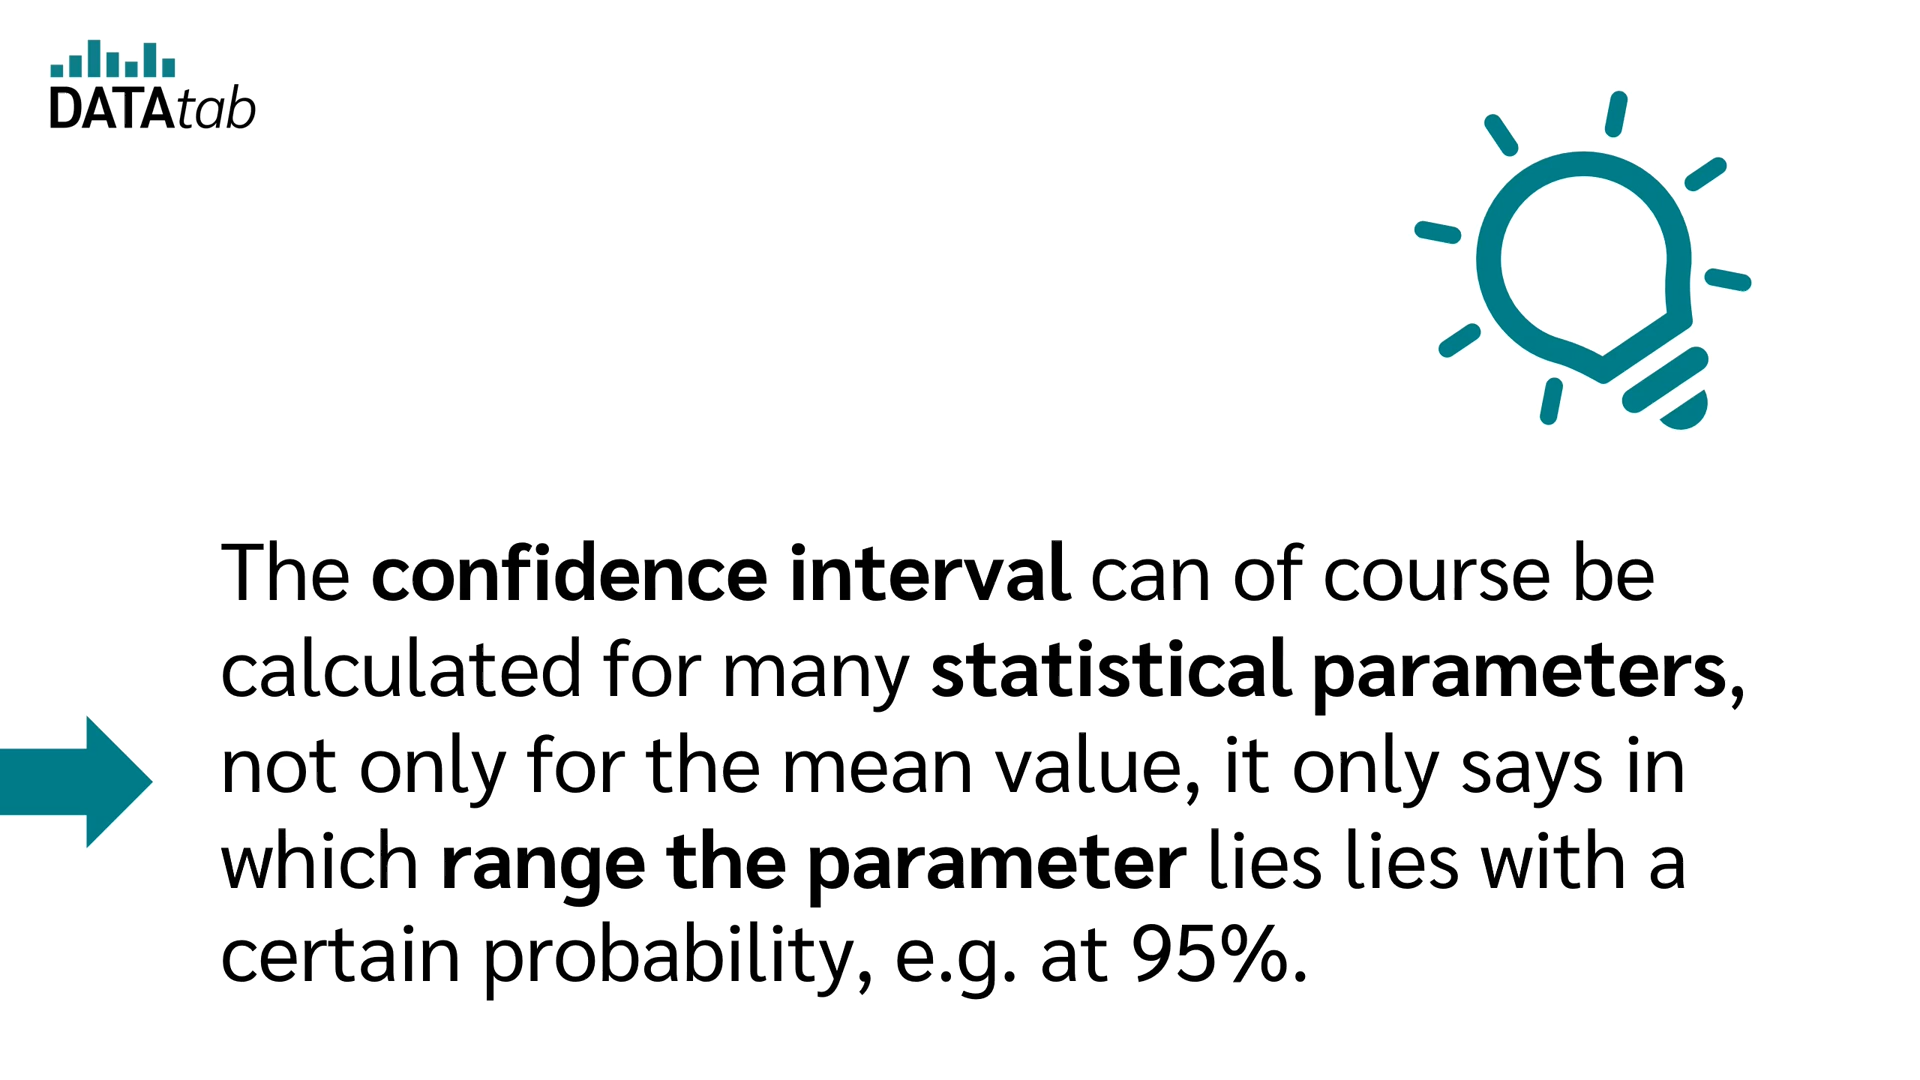 DATAtab
The confidence interval can of course be
calculated for many statistical parameters,
not only for the mean value, it only says in
which range the parameter lies lies with a
certain probability, e.g. at 95%.